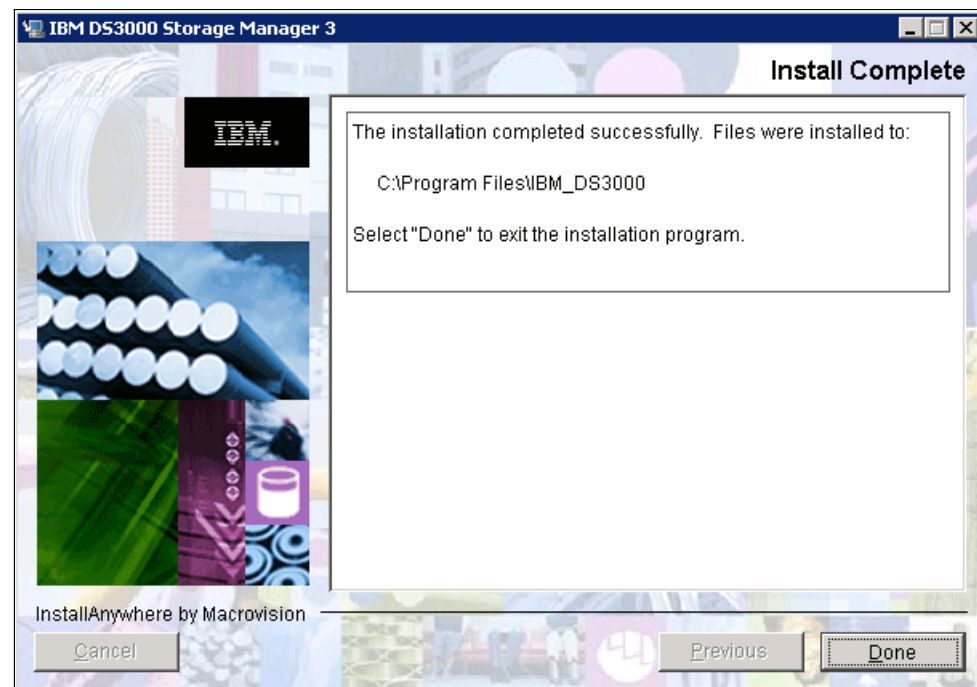 IBM DS3000 Storage Manager 3
Install Complete
IBM.
The installation completed successfully. Files were installed to:
C:\Program Files\IBM_DS3000
Select "Done" to exit the installation program.
InstallAnywhere by Macrovision
Cancel
Previous
Done